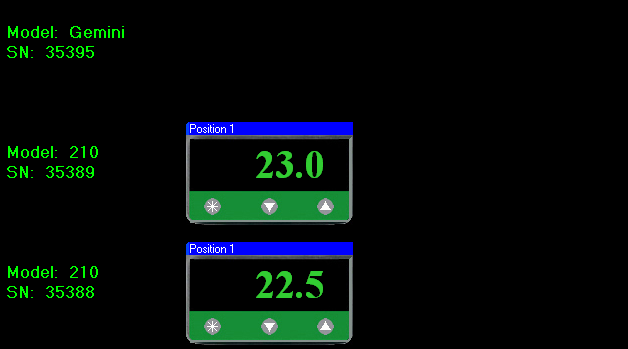 Model: Gemini
SN: 35395
Position 1
Model: 210
23.0
SN: 35389
Position 1
Model: 210
22.5
SN: 35388